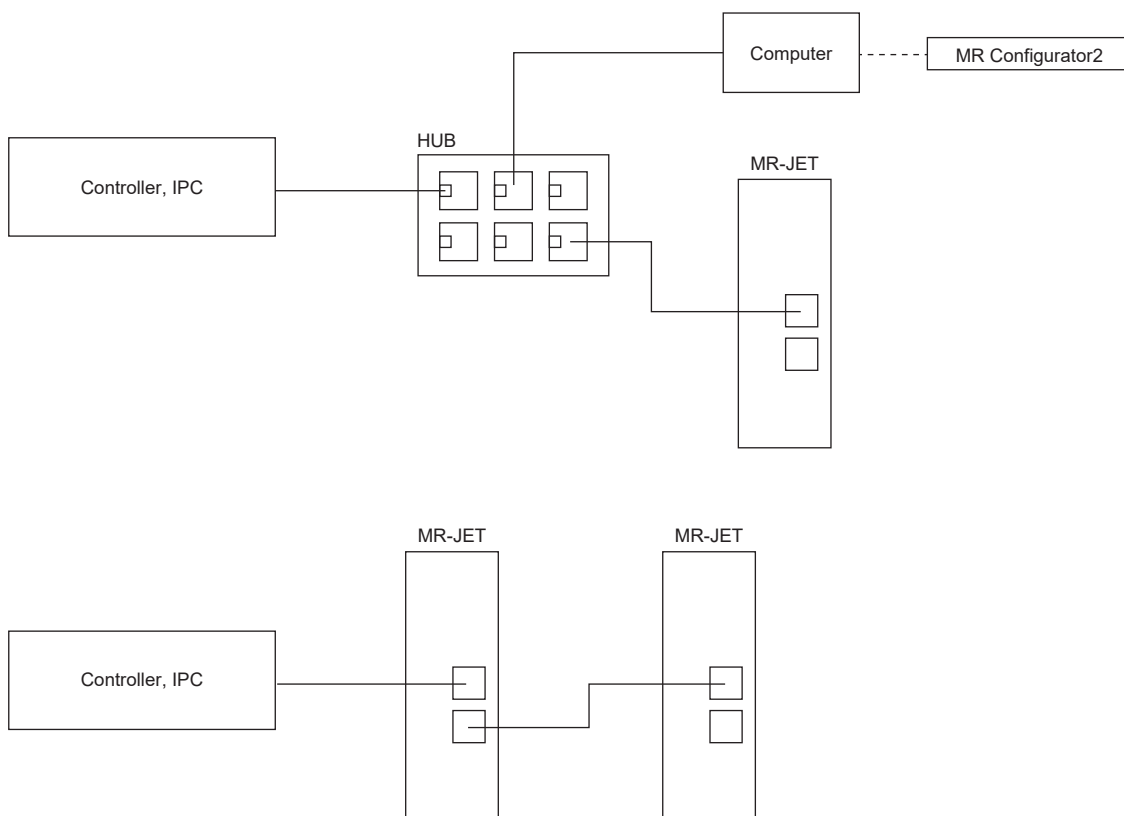 Computer
MR Configurator2
HUB
Controller, IPC
MR-JET
MR-JET
MR-JET
Controller, IPC